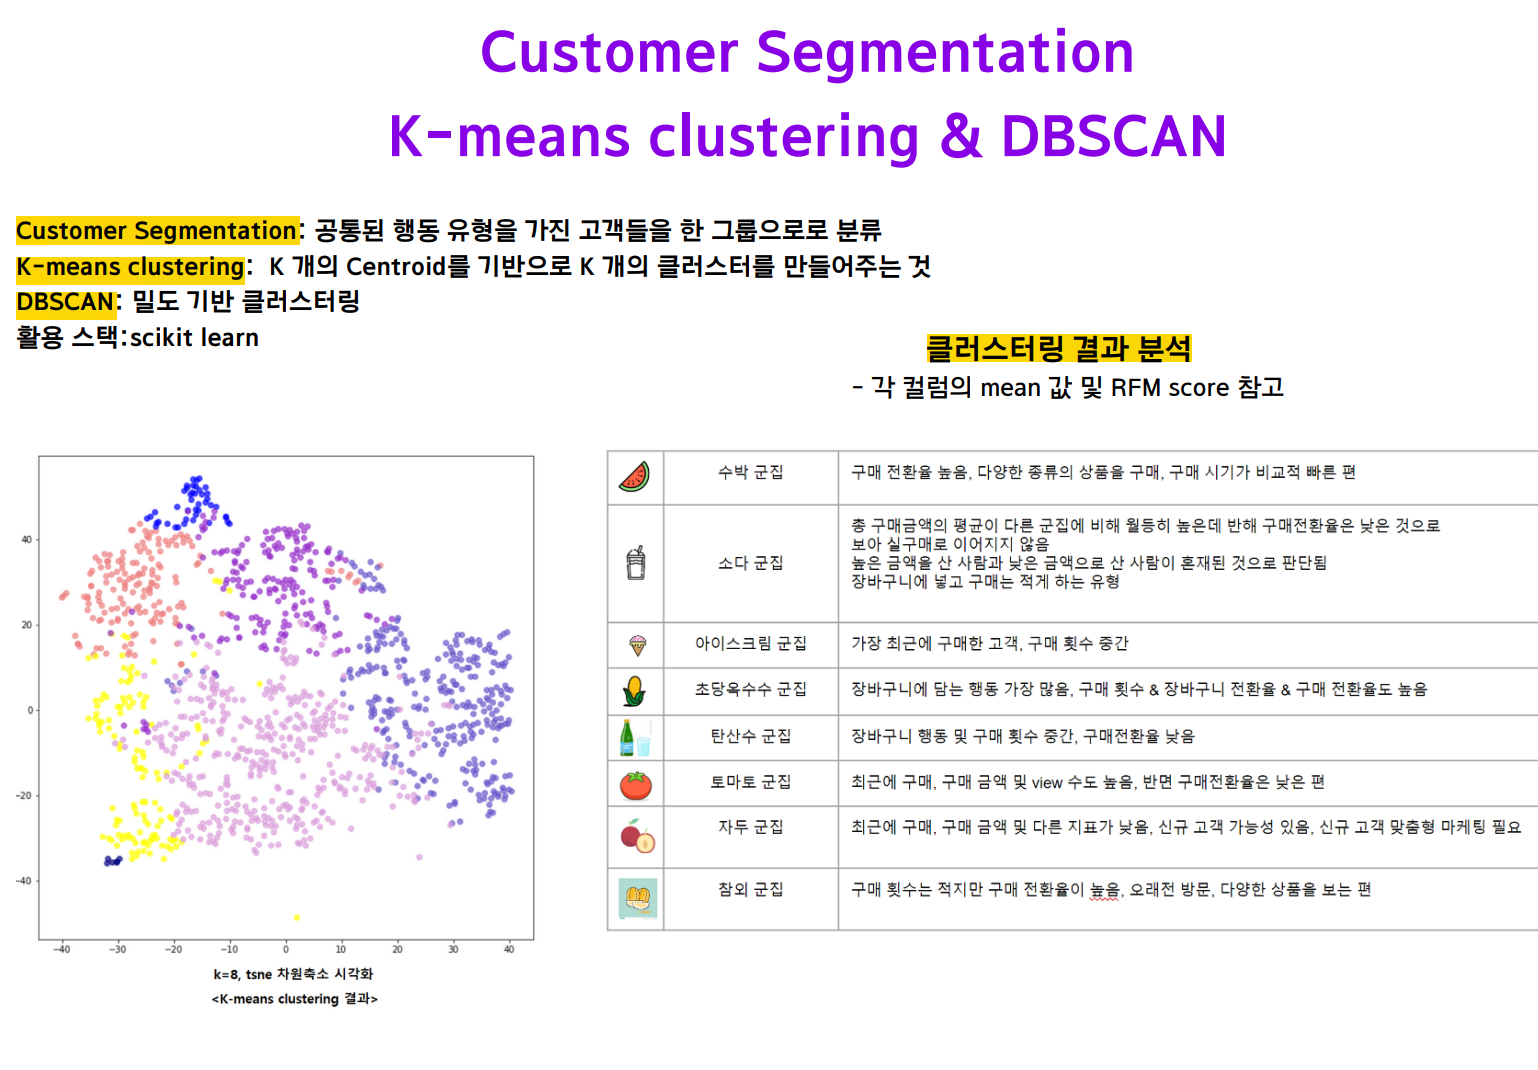 Customer Segmentation
K-means clustering & DBSCAN
Customer Segmentation: 공통된 행동 유형을 가진 고객들을 한 그룹으로로 분류
K-means clustering:  K 개의 Centroid를 기반으로 K 개의 클러스터를 만들어주는 것
DBSCAN: 밀도 기반 클러스터링
활용 스택:scikit learn
클러스터링 결과 분석
- 각 컬럼의 mean 값 및 RFM score 참고
40
20
0
−20
−40
−40 −30 −20 −10 0 10 20 30 40
k=8, tsne 차원축소 시각화
<K-means clustering 결과>
수박 군집 구매 전환율 높음, 다양한 종류의 상품을 구매, 구매 시기가 비교적 빠른 편
소다 군집
총 구매금액의 평균이 다른 군집에 비해 월등히 높은데 반해 구매전환율은 낮은 것으로
보아 실구매로 이어지지 않음
높은 금액을 산 사람과 낮은 금액으로 산 사람이 혼재된 것으로 판단됨
장바구니에 넣고 구매는 적게 하는 유형
아이스크림 군집 가장 최근에 구매한 고객, 구매 횟수 중간
초당옥수수 군집 장바구니에 담는 행동 가장 많음, 구매 횟수 & 장바구니 전환율 & 구매 전환율도 높음
탄산수 군집 장바구니 행동 및 구매 횟수 중간, 구매전환율 낮음
토마토 군집 최근에 구매, 구매 금액 및 view 수도 높음, 반면 구매전환율은 낮은 편
자두 군집 최근에 구매, 구매 금액 및 다른 지표가 낮음, 신규 고객 가능성 있음, 신규 고객 맞춤형 마케팅 필요
참외 군집 구매 횟수는 적지만 구매 전환율이 높음, 오래전 방문, 다양한 상품을 보는 편